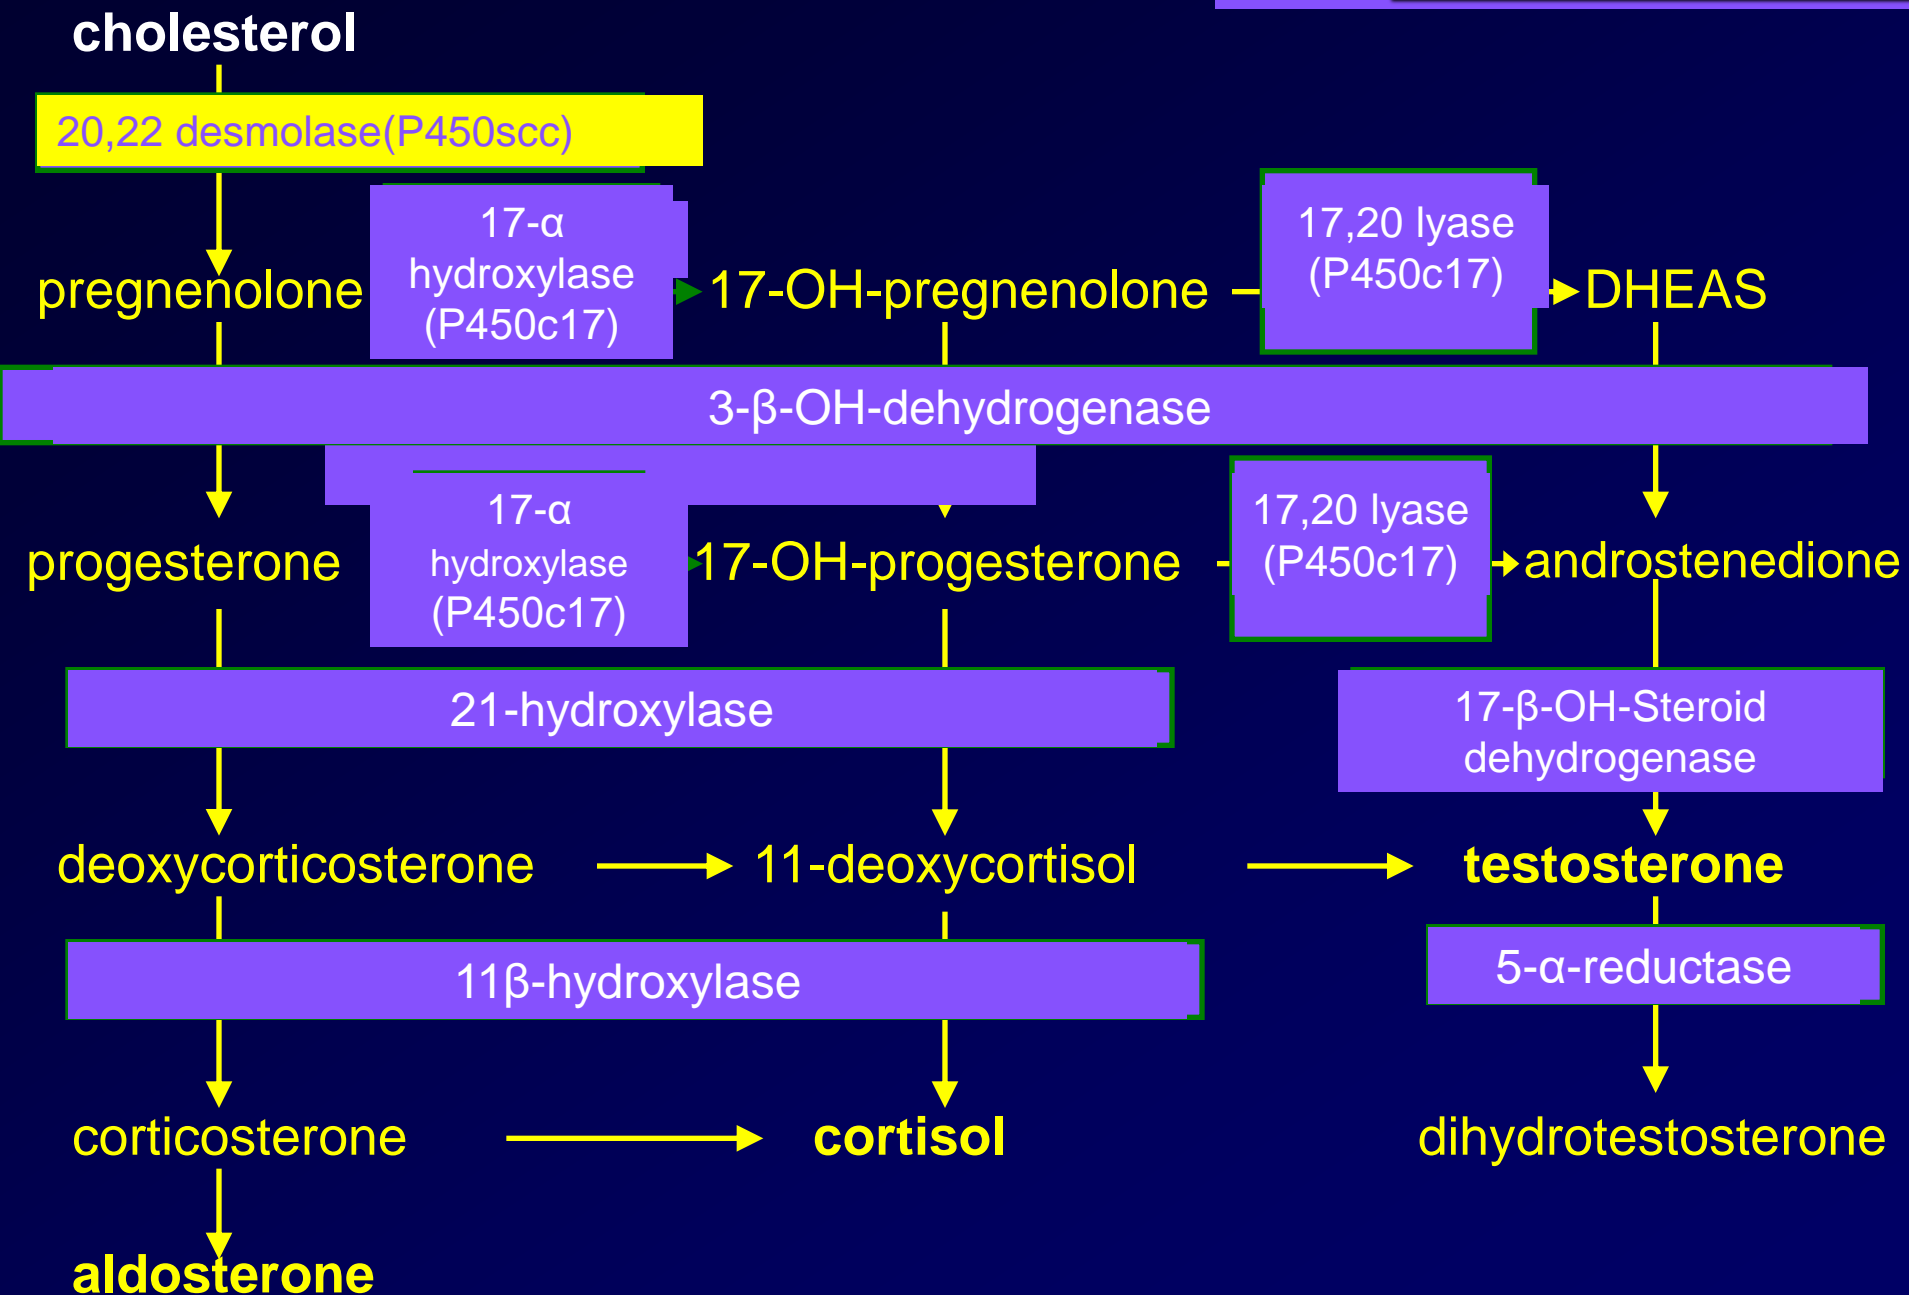 cholesterol
20,22 desmolase(P450scc)
17-α
hydroxylase
(P450c17)
17,20 lyase
(P450c17)
pregnenolone
17-OH-pregnenolone
DHEAS
3-β-OH-dehydrogenase
17-α
hydroxylase
(P450c17)
17,20 lyase
(P450c17)
progesterone
17-OH-progesterone
androstenedione
21-hydroxylase
17-β-OH-Steroid
dehydrogenase
deoxycorticosterone
11-deoxycortisol
testosterone
11β-hydroxylase
5-α-reductase
corticosterone
cortisol
dihydrotestosterone
aldosterone